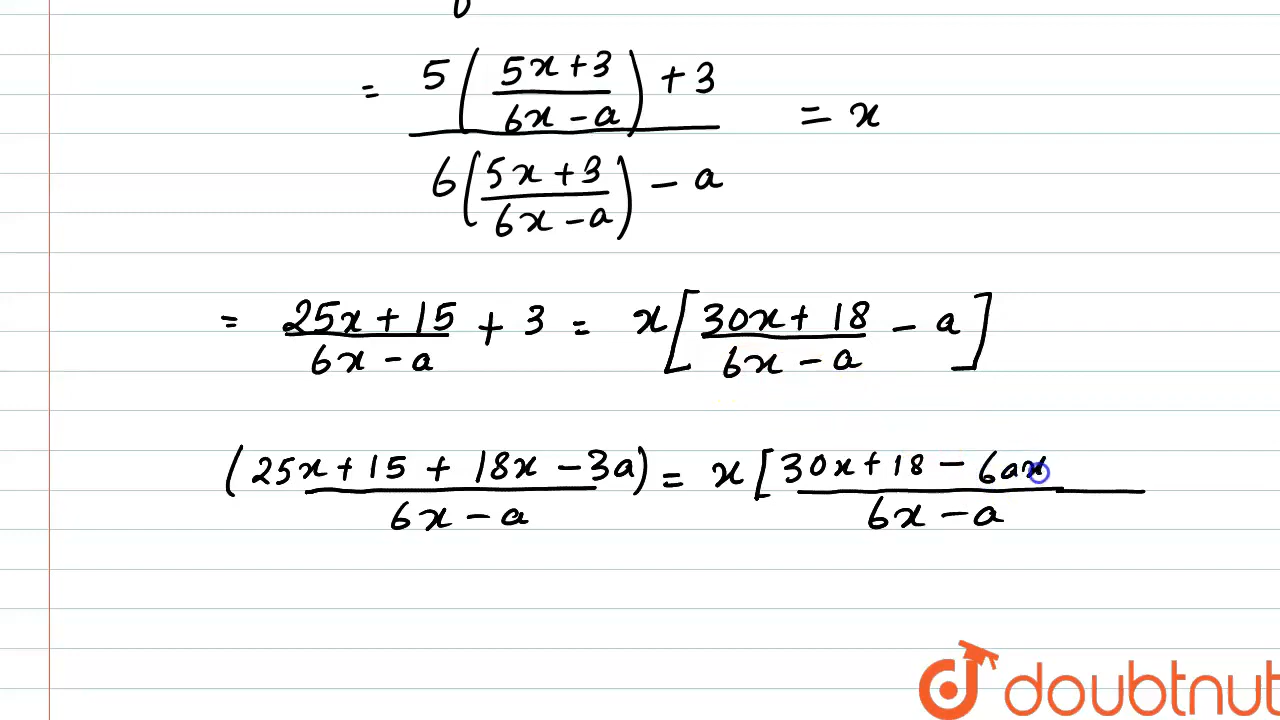 = 5 ( 5x + 3 / 6x - a ) + 3 / 6 ( 5x + 3 / 6x - a ) - a = x
= 25x + 15 / 6x - a + 3 = x [ 30x + 18 / 6x - a - a ]
( 25x + 15 + 18x - 3a ) / 6x - a = x [ 30x + 18 - 6ax / 6x - a
doubtnut